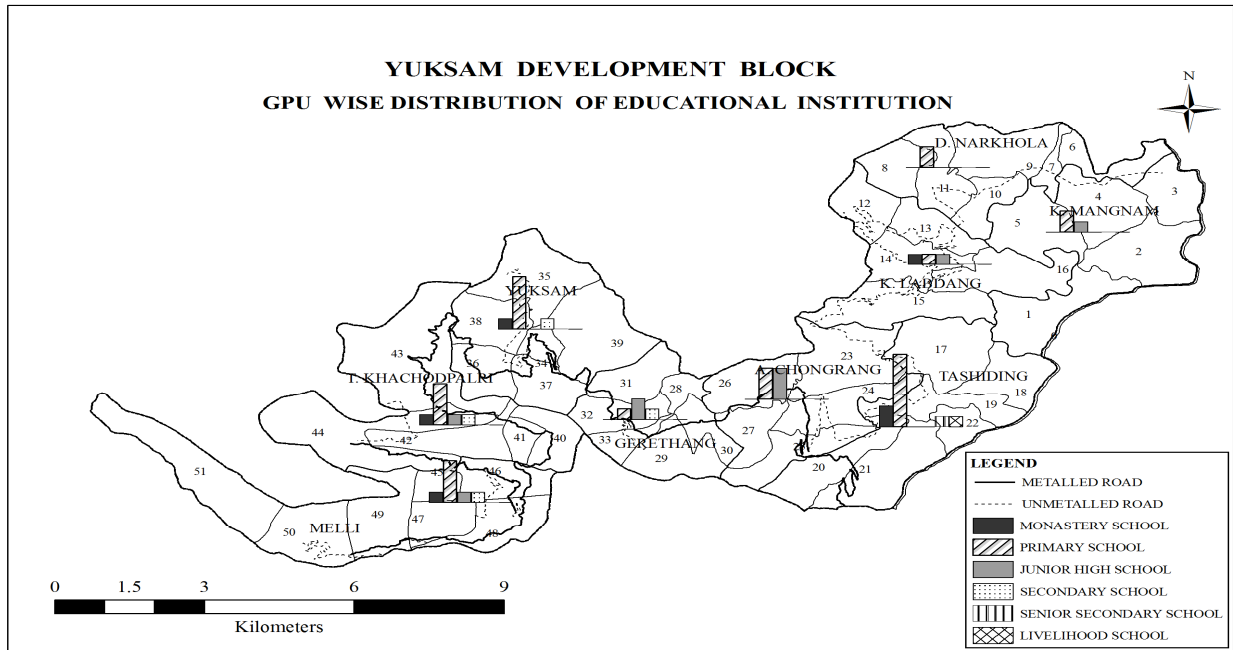 YUKSAM DEVELOPMENT BLOCK
GPU WISE DISTRIBUTION OF EDUCATIONAL INSTITUTION
N
D. NARKHOLA
6
8
9
7
3
11
10
4
12
K. MANGNAM
5
13
2
14
16
K. LABDANG
15
1
35
YUKSAM
38
39
43
36
34
23
17
T. KHACHODPALRI
37
31
28
26
A. CHONGRANG
TASHIDING
24
19
18
32
22
44
42
41
40
33
GERETHANG
29
30
27
20
21
51
45
46
50
MELLI
49
47
48
LEGEND
METALLED ROAD
UNMETALLED ROAD
MONASTERY SCHOOL
PRIMARY SCHOOL
JUNIOR HIGH SCHOOL
SECONDARY SCHOOL
SENIOR SECONDARY SCHOOL
LIVELIHOOD SCHOOL
0 1.5 3 6 9
Kilometers